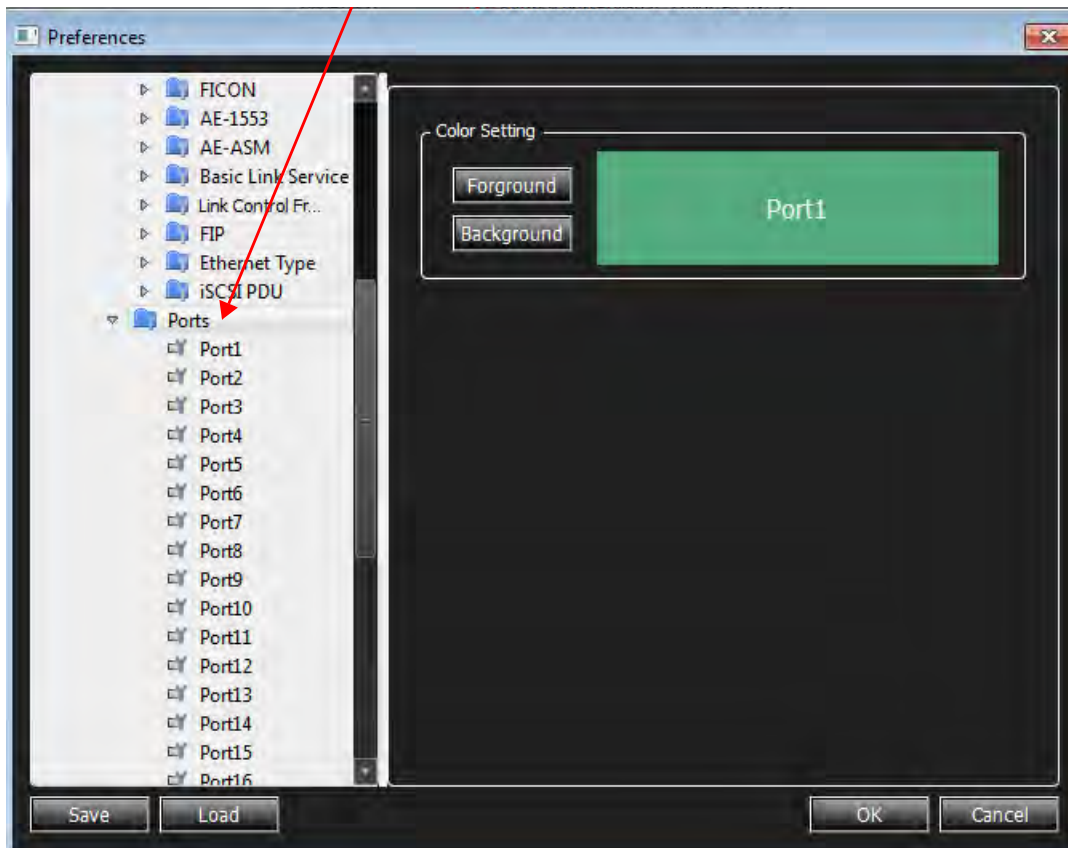 Preferences
FICON
AE-1553
AE-ASM
Basic Link Service
Link Control Fr...
FIP
Ethernet Type
iSCSI PDU
Ports
Port1
Port2
Port3
Port4
Port5
Port6
Port7
Port8
Port9
Port10
Port11
Port12
Port13
Port14
Port15
Port16
Color Setting
Forground
Background
Port1
Save
Load
OK
Cancel